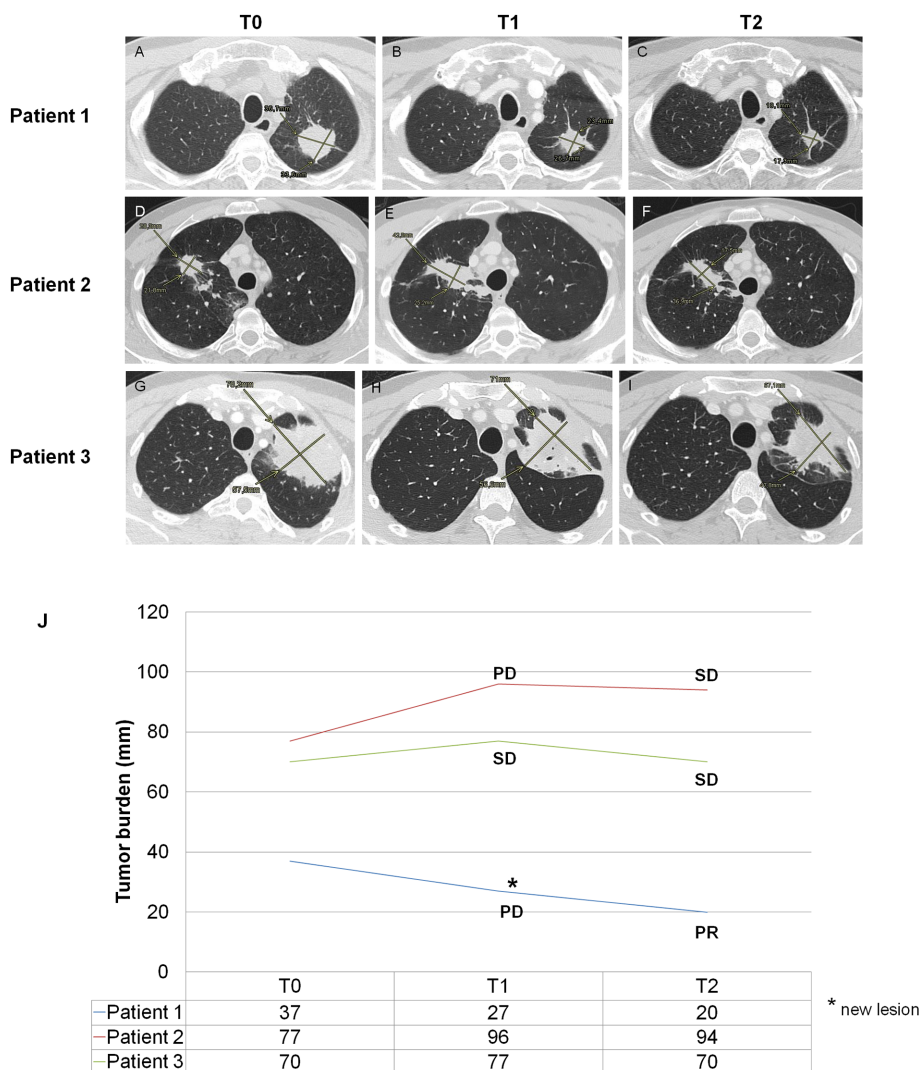 T0 T1 T2
A B C
Patient 1
D E F
Patient 2
G H I
71mm
Patient 3
J
120
100
80
60
40
20
0
Tumor burden (mm)
PD SD
SD SD
*
PD PR
T0 T1 T2
Patient 1 37 27 20
Patient 2 77 96 94
Patient 3 70 77 70
* new lesion